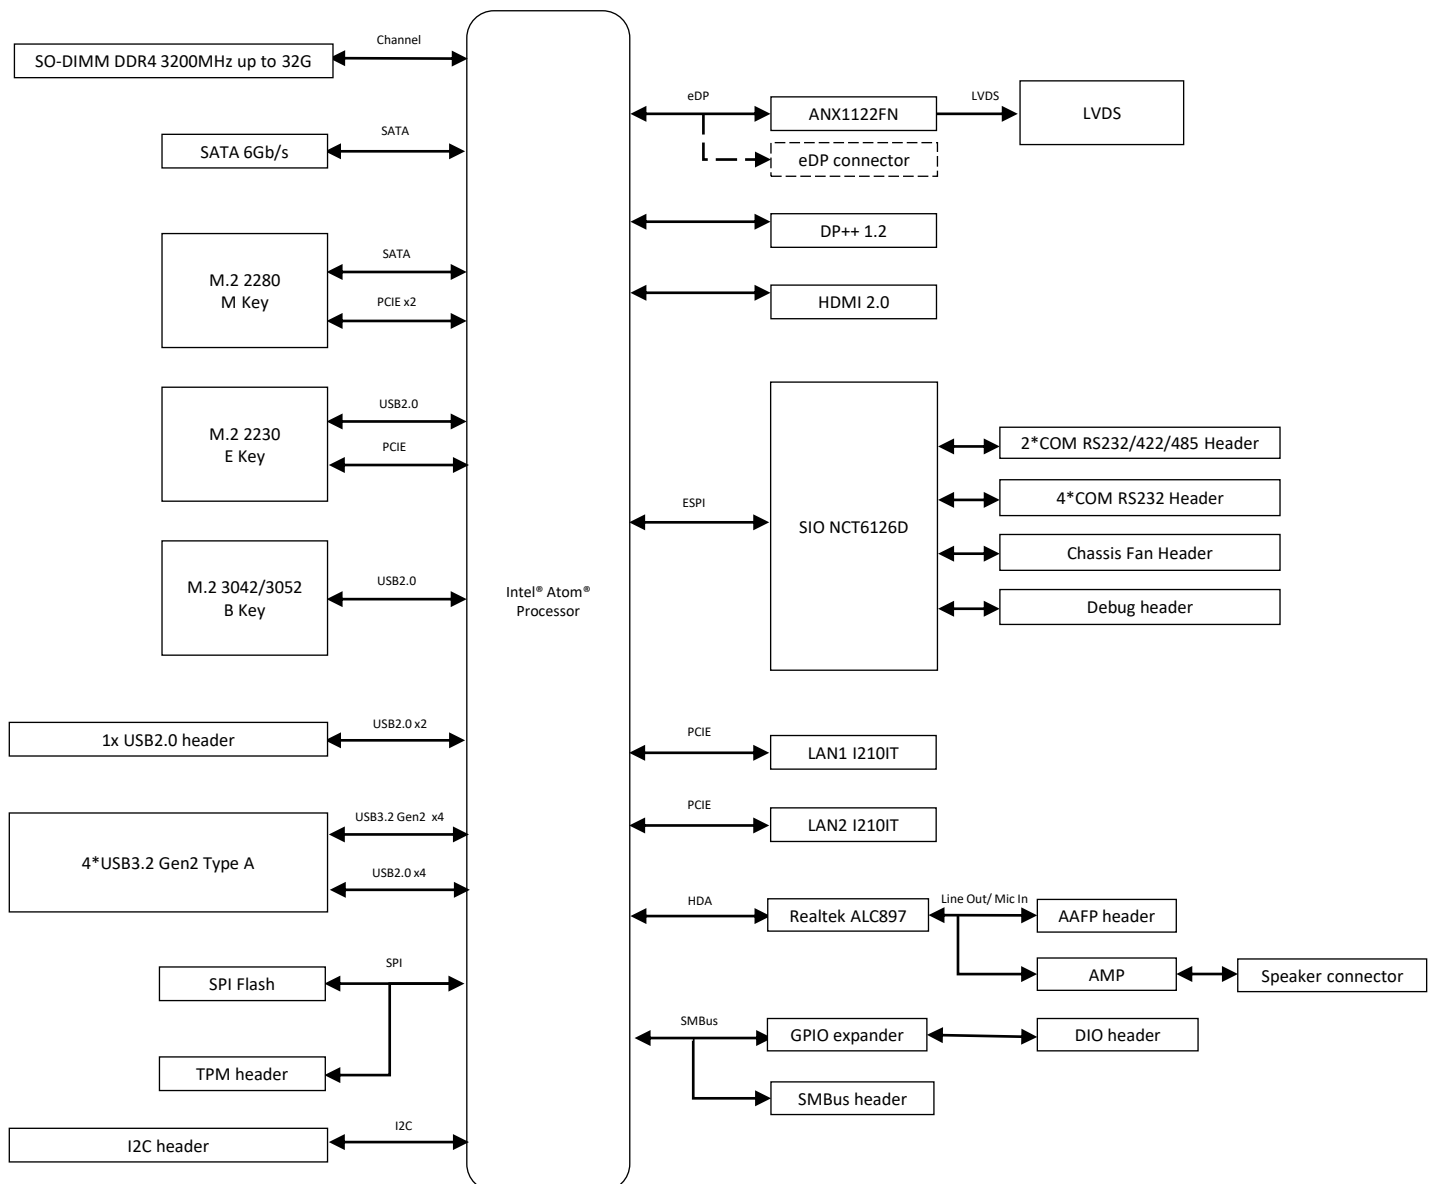 Channel
SO-DIMM DDR4 3200MHz up to 32G
SATA
SATA 6Gb/s
M.2 2280
M Key
SATA
PCIE x2
M.2 2230
E Key
USB2.0
PCIE
M.2 3042/3052
B Key
USB2.0
1x USB2.0 header
USB2.0 x2
4*USB3.2 Gen2 Type A
USB3.2 Gen2 x4
USB2.0 x4
SPI Flash
SPI
TPM header
I2C header
I2C
Intel® Atom®
Processor
eDP
ANX1122FN
LVDS
LVDS
eDP connector
DP++ 1.2
HDMI 2.0
ESPI
SIO NCT6126D
2*COM RS232/422/485 Header
4*COM RS232 Header
Chassis Fan Header
Debug header
PCIE
LAN1 I210IT
PCIE
LAN2 I210IT
HDA
Realtek ALC897
Line Out/ Mic In
AAFP header
AMP
Speaker connector
SMBus
GPIO expander
DIO header
SMBus header